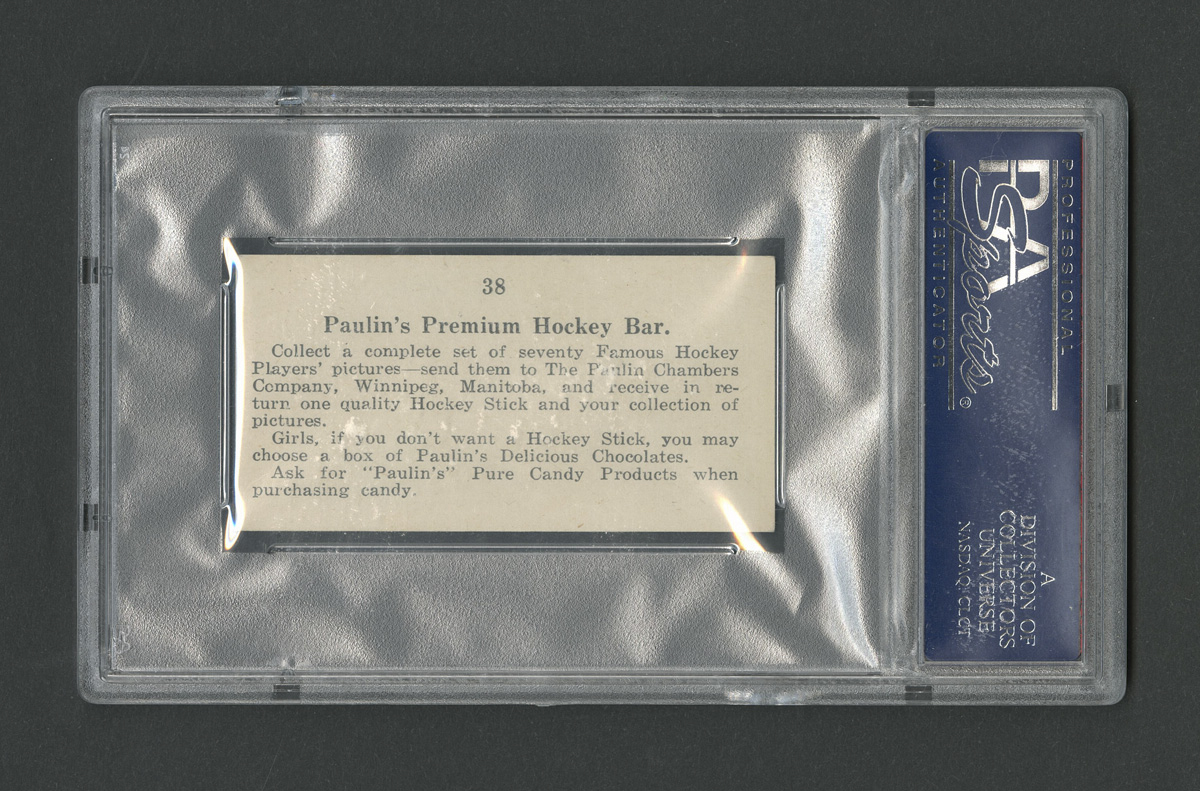 38
Paulin's Premium Hockey Bar.
Collect a complete set of seventy Famous Hockey
Players' pictures—send them to The Paulin Chambers
Company, Winnipeg, Manitoba, and receive in re-
turn one quality Hockey Stick and your collection of
pictures.
Girls, if you don't want a Hockey Stick, you may
choose a box of Paulin's Delicious Chocolates.
Ask for "Paulin's" Pure Candy Products when
purchasing candy.
PROFESSIONAL
PSA
Sports®
AUTHENTICATOR
A
DIVISION OF
COLLECTORS
UNIVERSE
NASDAQ: CLCT